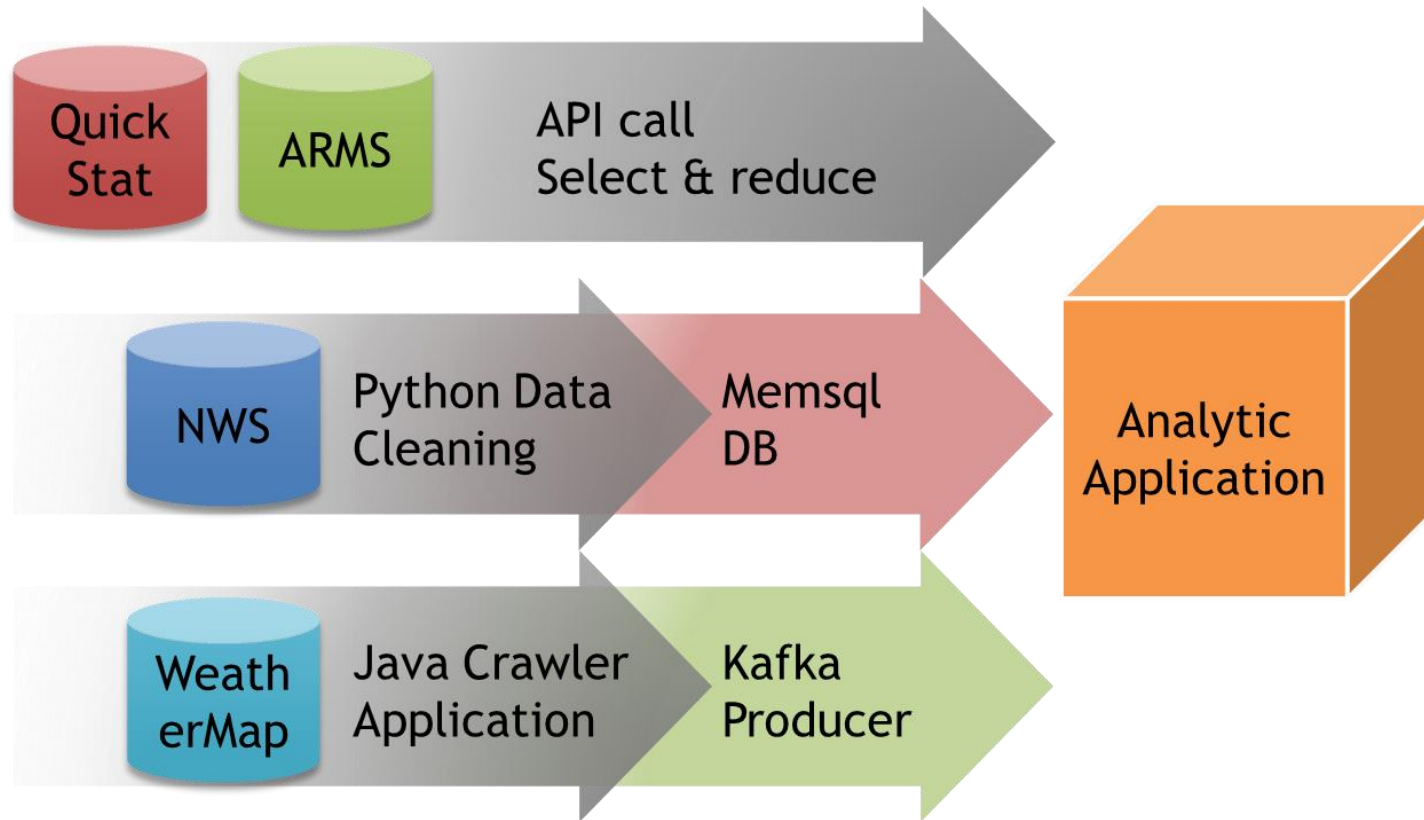 Quick
Stat
ARMS
API call
Select & reduce
NWS
Python Data
Cleaning
Memsql
DB
Analytic
Application
Weath
erMap
Java Crawler
Application
Kafka
Producer